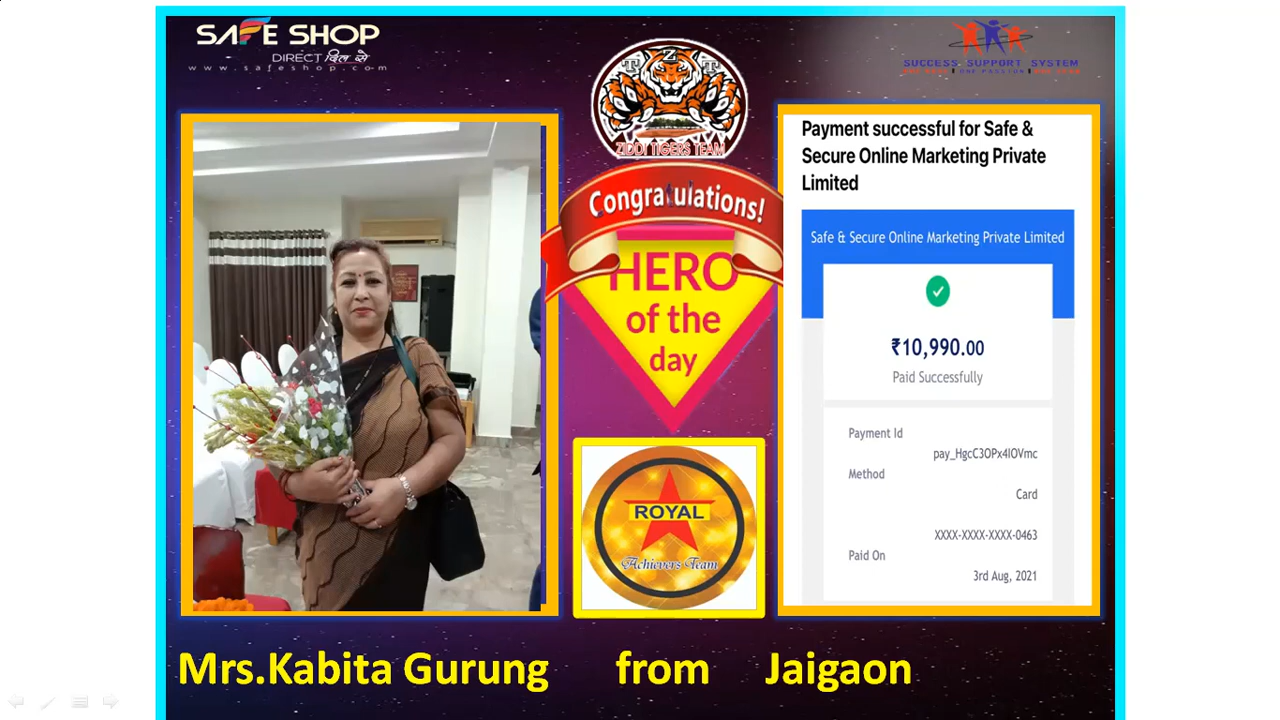 SAFE SHOP
DIRECT दिल से
www.safeshop.com
SUCCESS SUPPORT SYSTEM
Z T T
ZIDDI TIGERS TEAM
Congratulations!
HERO
of the
day
ROYAL
Achievers Team
Payment successful for Safe &
Secure Online Marketing Private
Limited
Safe & Secure Online Marketing Private Limited
₹10,990.00
Paid Successfully
Payment Id
pay_HgcC3OPx4IOVmc
Method
Card
XXXX-XXXX-XXXX-0463
Paid On
3rd Aug, 2021
Mrs.Kabita Gurung from Jaigaon